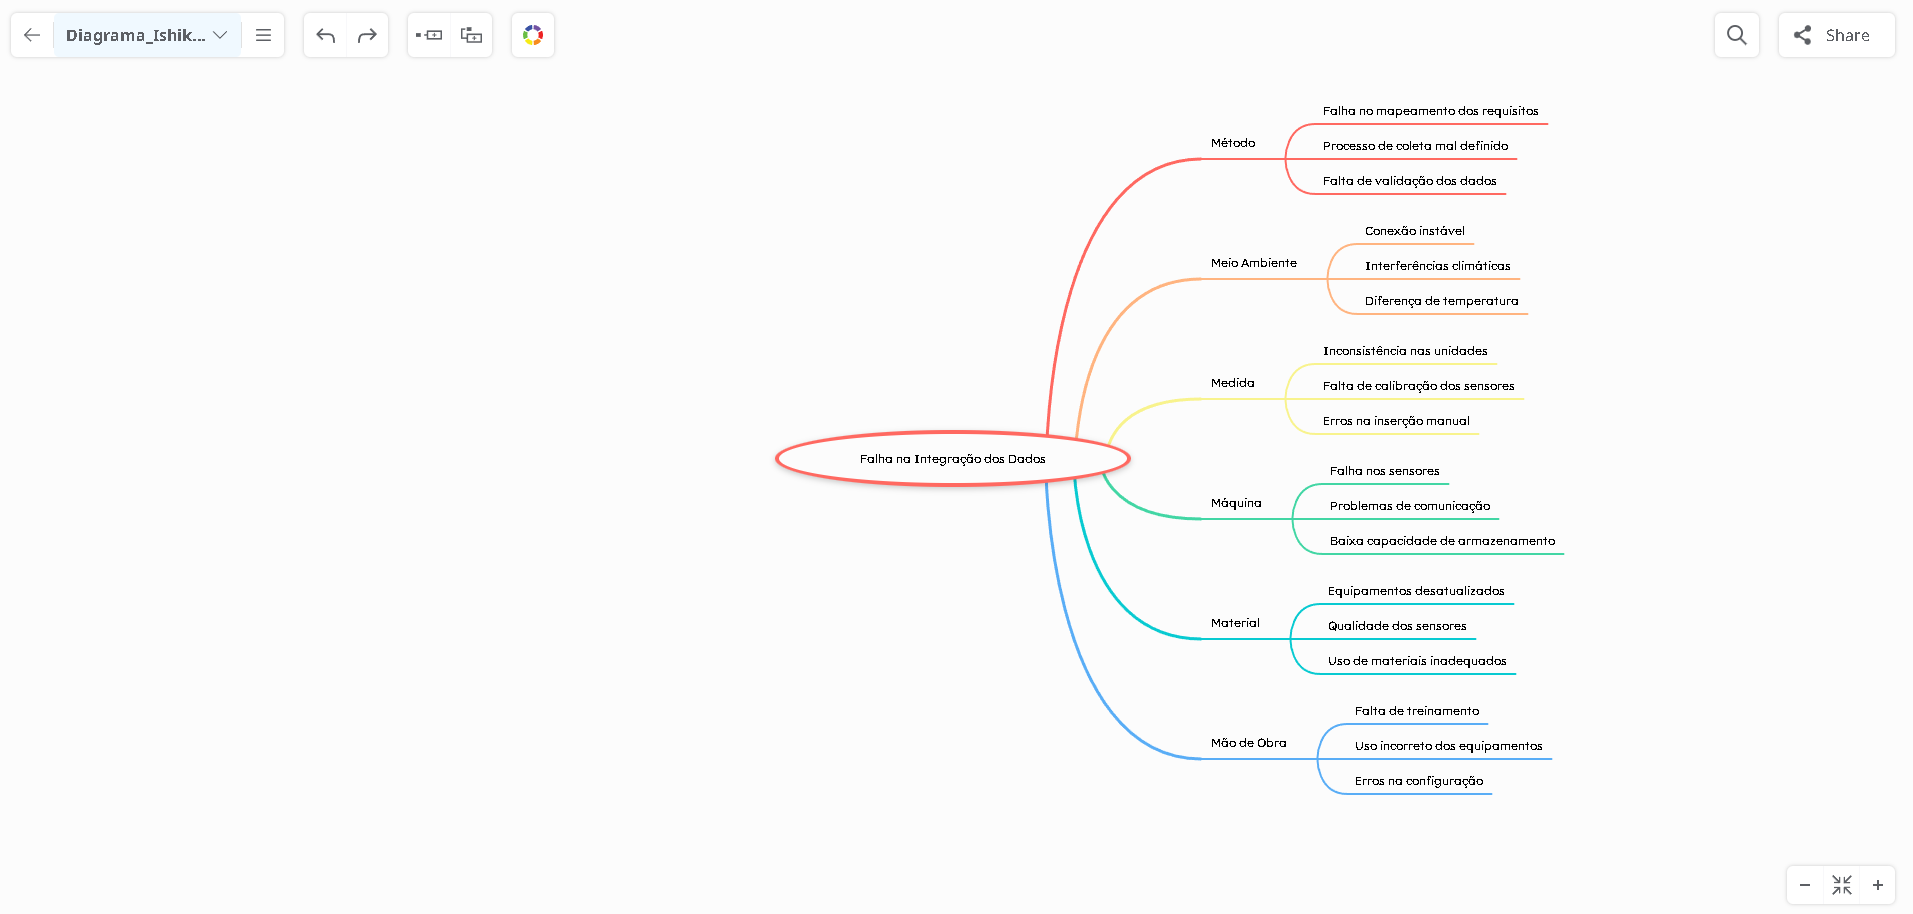 Diagrama_Ishik...
Share
Falha na Integração dos Dados
Método
Falha no mapeamento dos requisitos
Processo de coleta mal definido
Falta de validação dos dados
Meio Ambiente
Conexão instável
Interferências climáticas
Diferença de temperatura
Medida
Inconsistência nas unidades
Falta de calibração dos sensores
Erros na inserção manual
Máquina
Falha nos sensores
Problemas de comunicação
Baixa capacidade de armazenamento
Material
Equipamentos desatualizados
Qualidade dos sensores
Uso de materiais inadequados
Mão de Obra
Falta de treinamento
Uso incorreto dos equipamentos
Erros na configuração